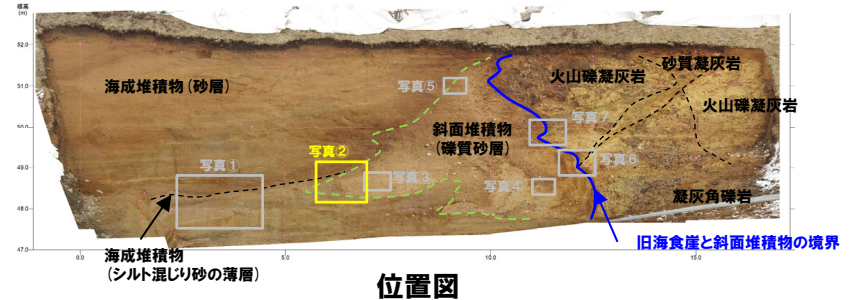 標高
(m)
52.0
51.0
50.0
49.0
48.0
47.0
0.0
5.0
10.0
15.0
海成堆積物(砂層)
写真①
写真②
写真③
写真④
写真⑤
写真⑥
写真⑦
斜面堆積物
(礫質砂層)
火山礫凝灰岩
砂質凝灰岩
火山礫凝灰岩
凝灰角礫岩
海成堆積物
(シルト混じり砂の薄層)
旧海食崖と斜面堆積物の境界
位置図